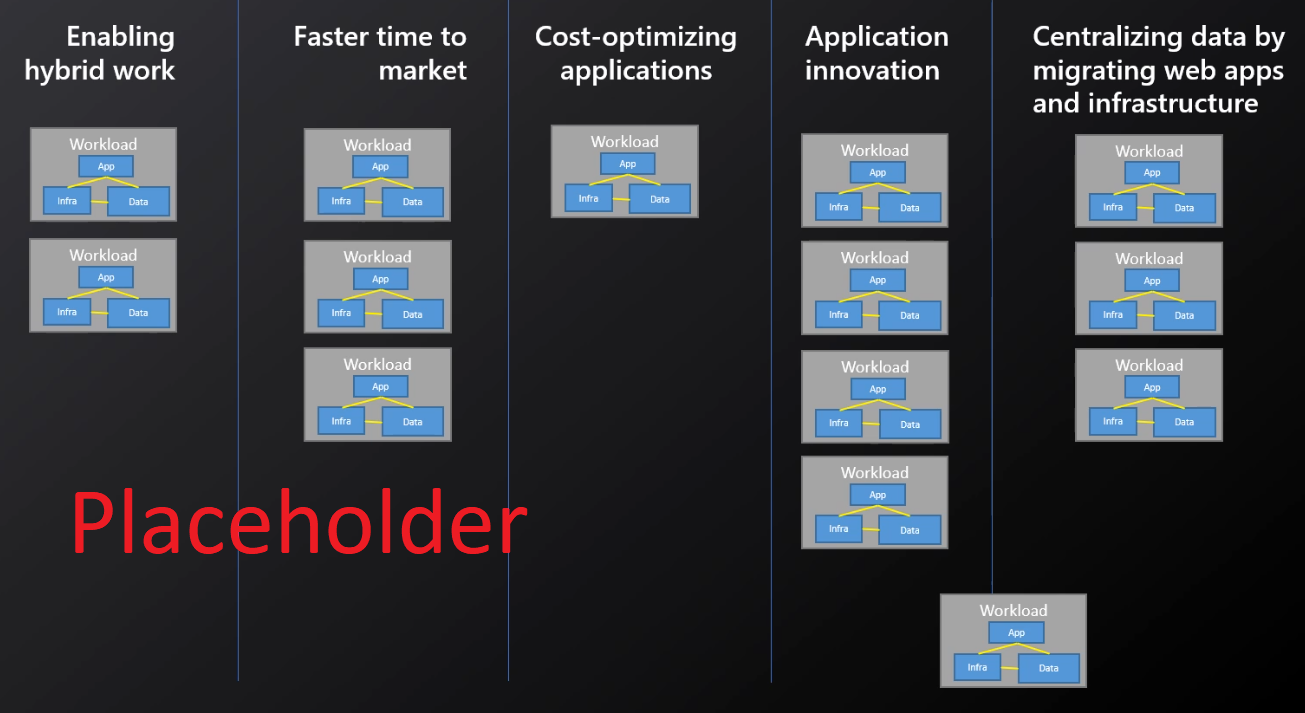 Enabling
hybrid work
Faster time to
market
Cost-optimizing
applications
Application
innovation
Centralizing data by
migrating web apps
and infrastructure
Workload
App
Infra
Data
Workload
App
Infra
Data
Workload
App
Infra
Data
Workload
App
Infra
Data
Workload
App
Infra
Data
Workload
App
Infra
Data
Workload
App
Infra
Data
Workload
App
Infra
Data
Workload
App
Infra
Data
Workload
App
Infra
Data
Workload
App
Infra
Data
Workload
App
Infra
Data
Workload
App
Infra
Data
Placeholder
Workload
App
Infra
Data